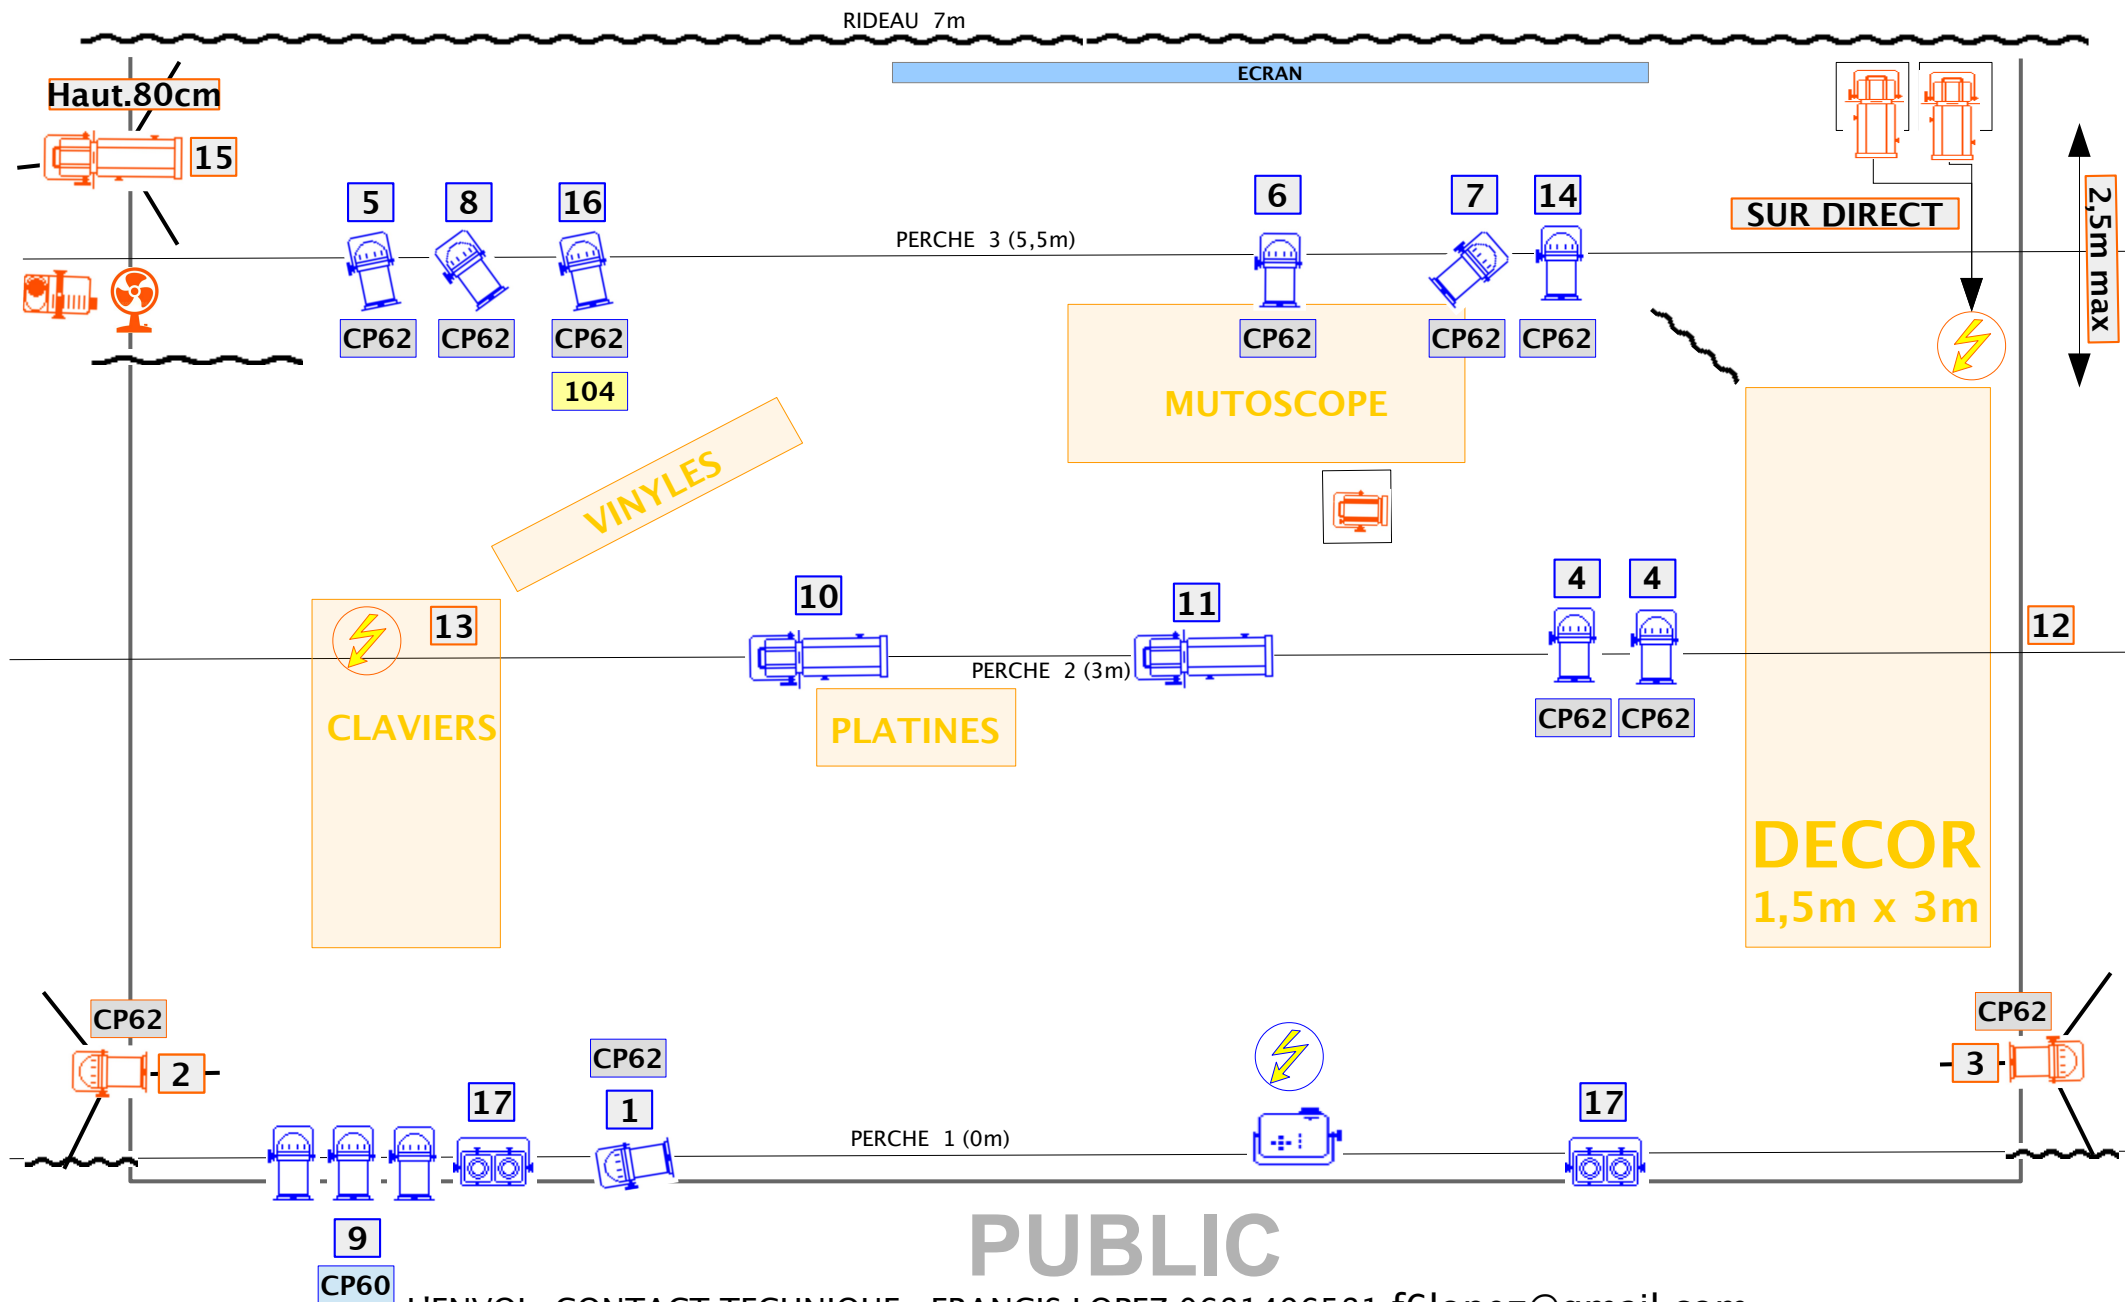 RIDEAU 7m
ECRAN
Haut.80cm
15
5
8
16
6
7
14
SUR DIRECT
2,5m max
PERCHE 3 (5,5m)
CP62
CP62
CP62
CP62
CP62
CP62
104
MUTOSCOPE
VINYLES
4
4
10
11
13
12
PERCHE 2 (3m)
CP62
CP62
CLAVIERS
PLATINES
DECOR
1,5m x 3m
CP62
CP62
CP62
2
3
17
1
17
PERCHE 1 (0m)
9
PUBLIC
CP60